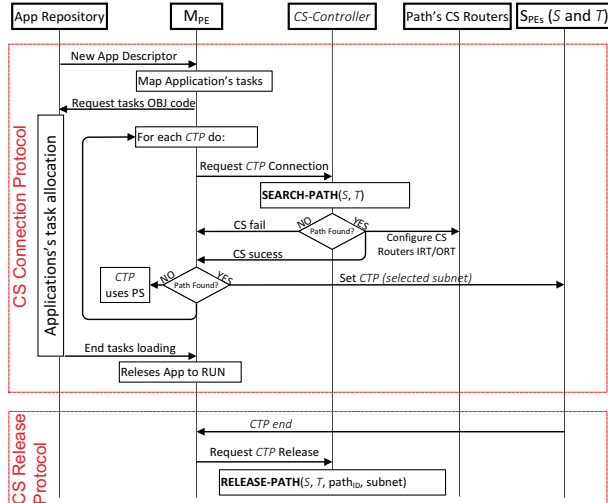 App Repository
M_PE
CS-Controller
Path's CS Routers
S_PEs (S and T)
CS Connection Protocol
New App Descriptor
Map Application's tasks
Request tasks OBJ code
Applications's task allocation
For each CTP do:
Request CTP Connection
SEARCH-PATH(S, T)
CS fail
NO
Path Found?
YES
Configure CS
Routers IRT/ORT
CS sucess
CTP
uses PS
NO
Path Found?
YES
Set CTP (selected subnet)
End tasks loading
Releses App to RUN
CS Release
Protocol
CTP end
Request CTP Release
RELEASE-PATH(S, T, path_ID, subnet)